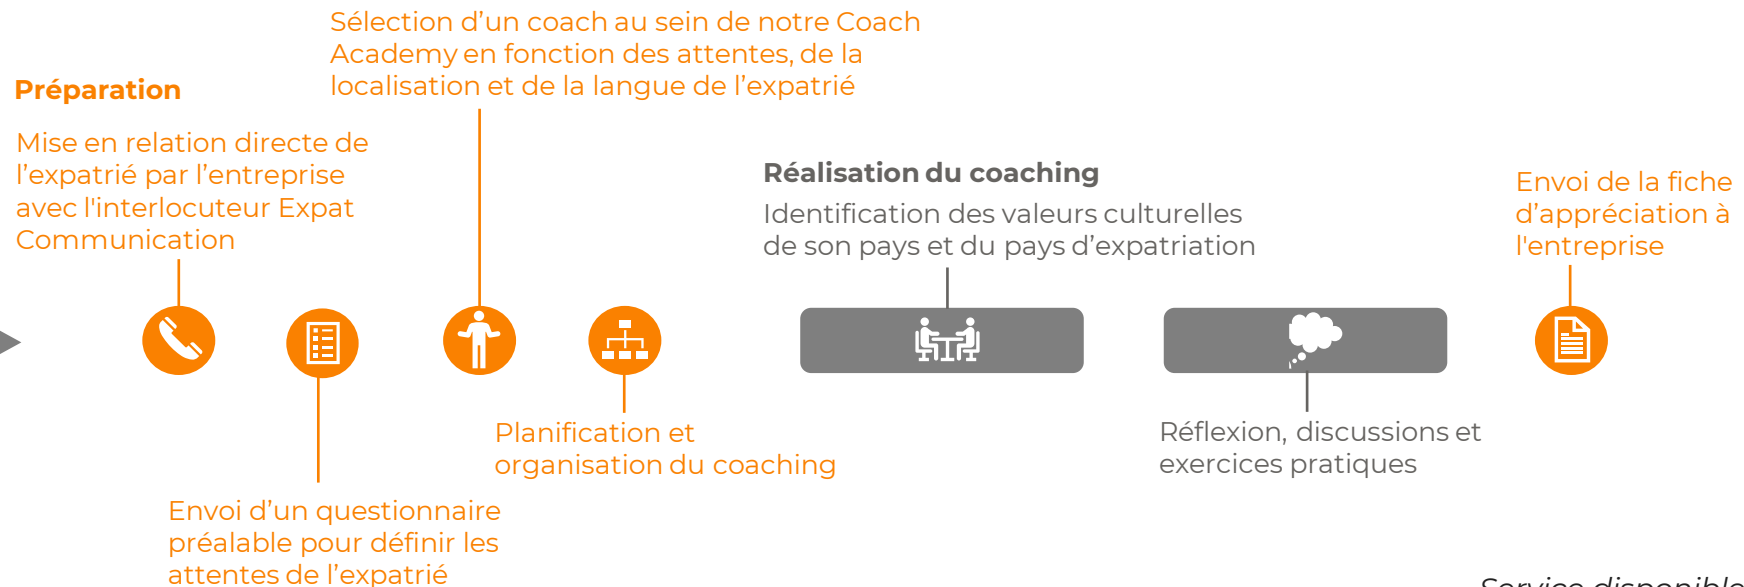 Préparation
Mise en relation directe de
l’expatrié par l’entreprise
avec l'interlocuteur Expat
Communication
Envoi d’un questionnaire
préalable pour définir les
attentes de l’expatrié
Sélection d’un coach au sein de notre Coach
Academy en fonction des attentes, de la
localisation et de la langue de l’expatrié
Planification et
organisation du coaching
Réalisation du coaching
Identification des valeurs culturelles
de son pays et du pays d’expatriation
Réflexion, discussions et
exercices pratiques
Envoi de la fiche
d’appréciation à
l'entreprise
Service disponible